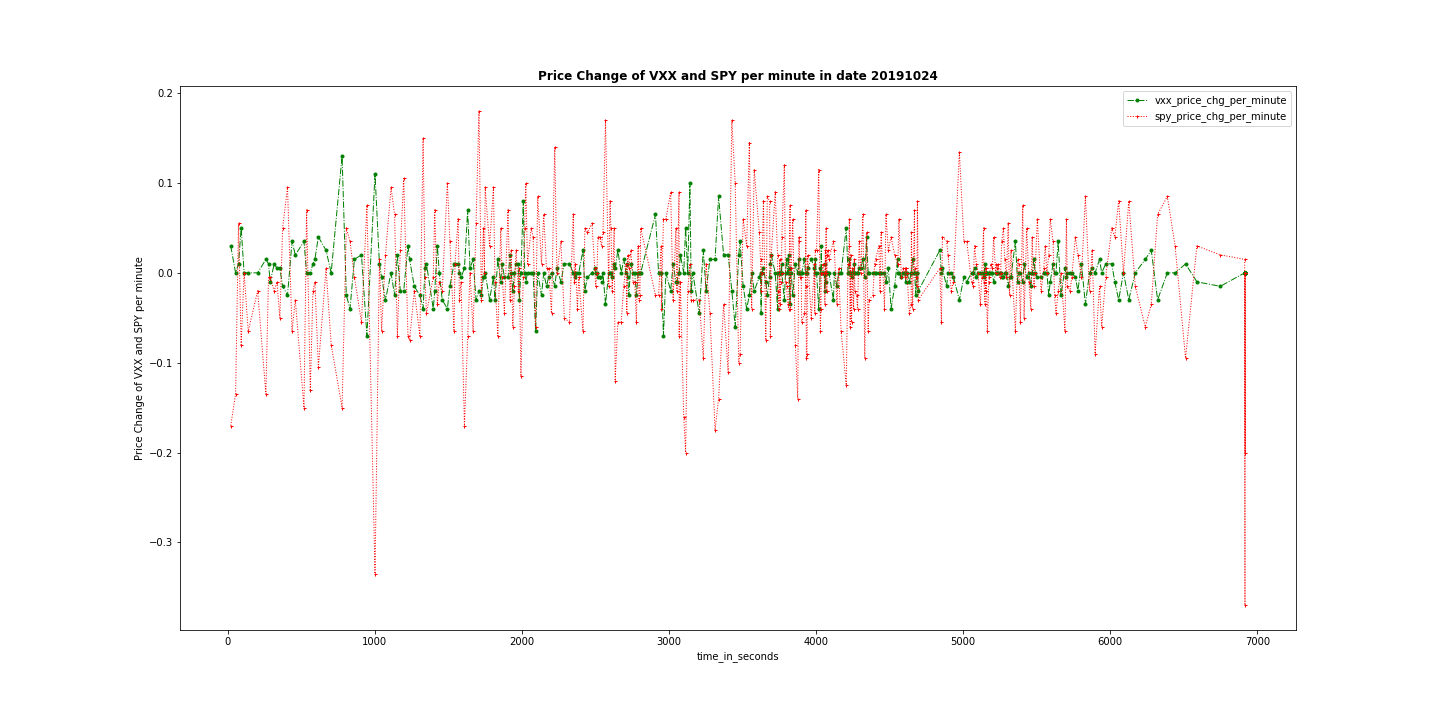 Price Change of VXX and SPY per minute in date 20191024
vxx_price_chg_per_minute
spy_price_chg_per_minute
Price Change of VXX and SPY per minute
0.2
0.1
0.0
−0.1
−0.2
−0.3
0 1000 2000 3000 4000 5000 6000 7000
time_in_seconds